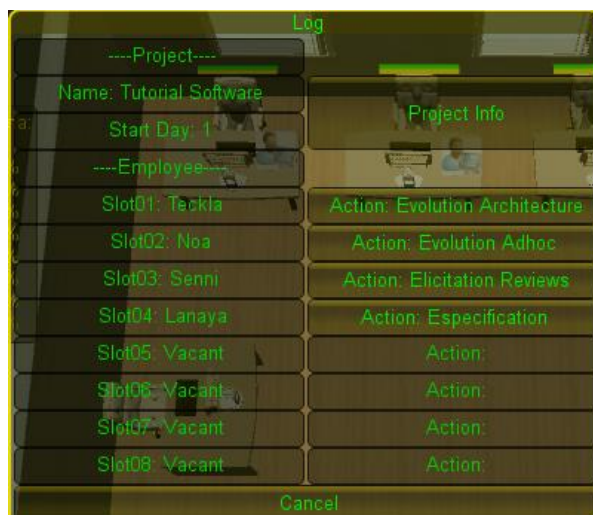 Log
----Project----
Name: Tutorial Software
Start Day: 1
Project Info
----Employee----
Slot01: Teckla
Action: Evolution Architecture
Slot02: Noa
Action: Evolution Adhoc
Slot03: Senni
Action: Elicitation Reviews
Slot04: Lanaya
Action: Especification
Slot05: Vacant
Action:
Slot06: Vacant
Action:
Slot07: Vacant
Action:
Slot08: Vacant
Action:
Cancel